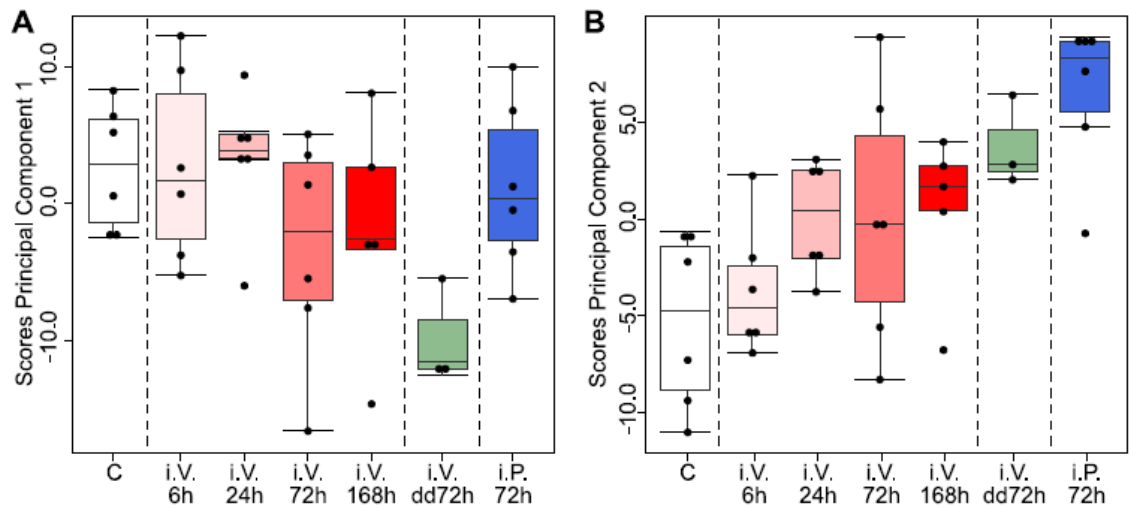 A
Scores Principal Component 1
10.0
0.0
-10.0
C
i.V.
6h
i.V.
24h
i.V.
72h
i.V.
168h
i.V.
dd72h
i.P.
72h
B
Scores Principal Component 2
5.0
0.0
-5.0
-10.0
C
i.V.
6h
i.V.
24h
i.V.
72h
i.V.
168h
i.V.
dd72h
i.P.
72h